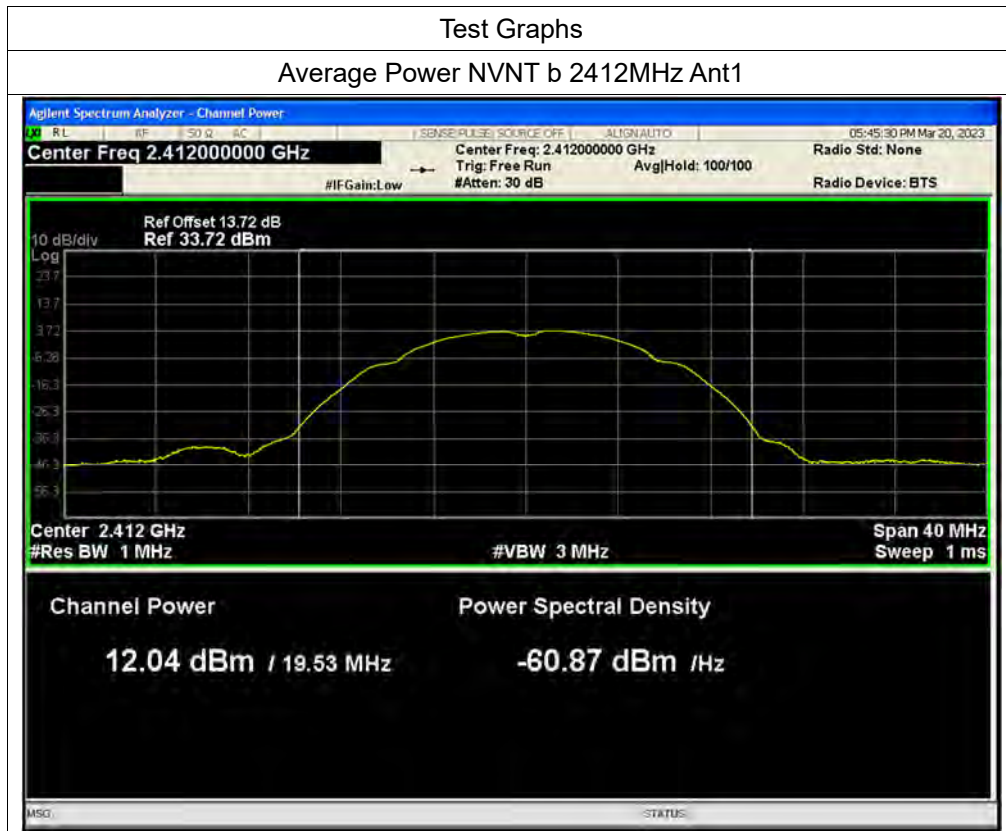 Test Graphs
Average Power NVNT b 2412MHz Ant1
Agilent Spectrum Analyzer - Channel Power
LXI RL RF 50 Ω AC SENSE:PULSE SOURCE OFF ALIGN AUTO 05:45:30 PM Mar 20, 2023
Center Freq 2.412000000 GHz Center Freq: 2.412000000 GHz Radio Std: None
Trig: Free Run Avg|Hold: 100/100
#IFGain:Low #Atten: 30 dB Radio Device: BTS
Ref Offset 13.72 dB
10 dB/div Ref 33.72 dBm
Log
23.7
13.7
3.72
-6.28
-16.3
-26.3
-36.3
-46.3
-56.3
Center 2.412 GHz Span 40 MHz
#Res BW 1 MHz #VBW 3 MHz Sweep 1 ms
Channel Power Power Spectral Density
12.04 dBm / 19.53 MHz -60.87 dBm /Hz
MSG STATUS